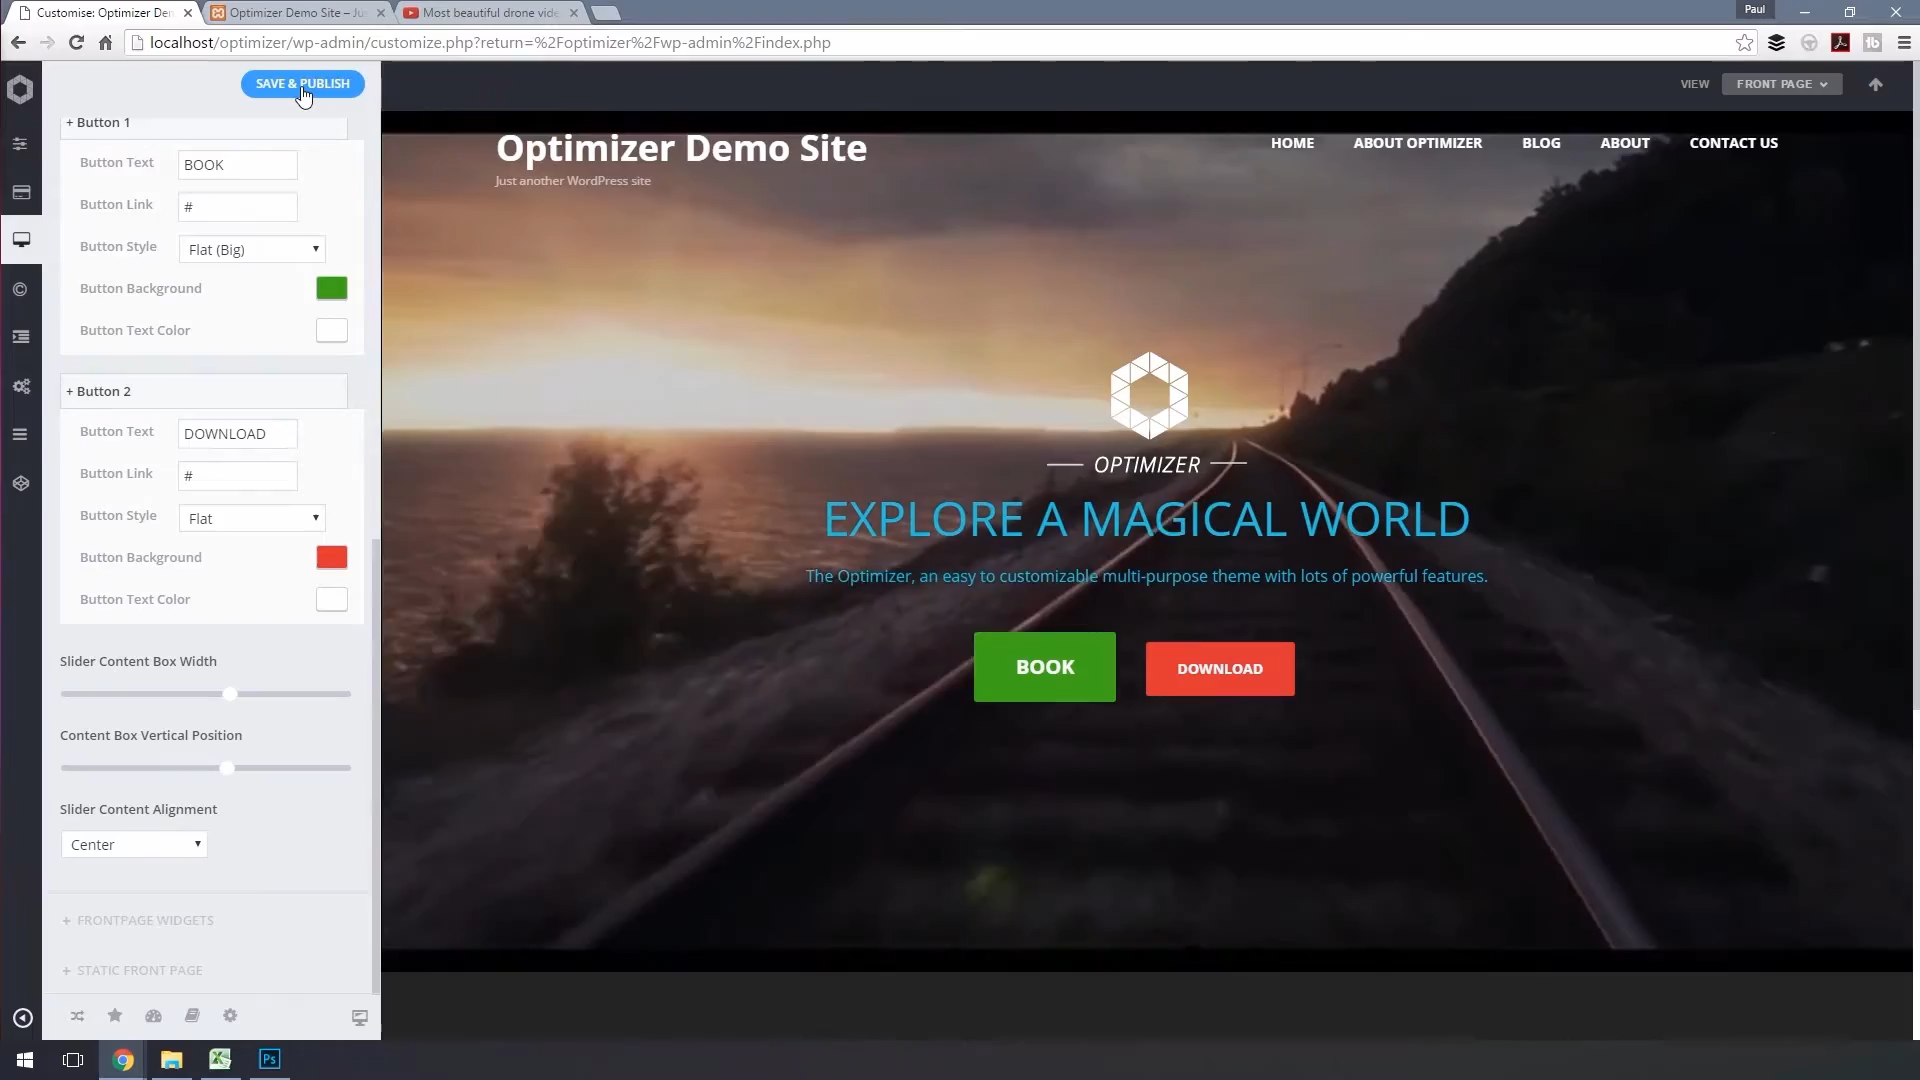 Customise: Optimizer De
Optimizer Demo Site – Ju
Most beautiful drone vide
Paul
localhost/optimizer/wp-admin/customize.php?return=%2Foptimizer%2Fwp-admin%2Findex.php
SAVE & PUBLISH
VIEW
FRONT PAGE
+ Button 1
Button Text
BOOK
Button Link
#
Button Style
Flat (Big)
Button Background
Button Text Color
+ Button 2
Button Text
DOWNLOAD
Button Link
#
Button Style
Flat
Button Background
Button Text Color
Slider Content Box Width
Content Box Vertical Position
Slider Content Alignment
Center
+ FRONTPAGE WIDGETS
+ STATIC FRONT PAGE
Optimizer Demo Site
Just another WordPress site
HOME
ABOUT OPTIMIZER
BLOG
ABOUT
CONTACT US
OPTIMIZER
EXPLORE A MAGICAL WORLD
The Optimizer, an easy to customizable multi-purpose theme with lots of powerful features.
BOOK
DOWNLOAD
Ps